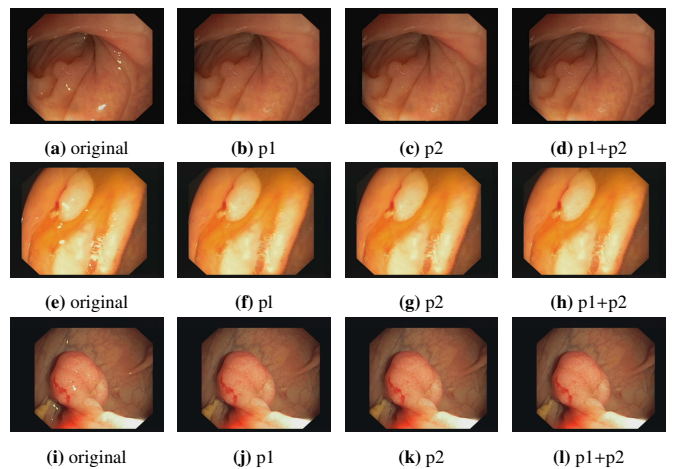 (a) original (b) p1 (c) p2 (d) p1+p2
(e) original (f) pl (g) p2 (h) p1+p2
(i) original (j) p1 (k) p2 (l) p1+p2